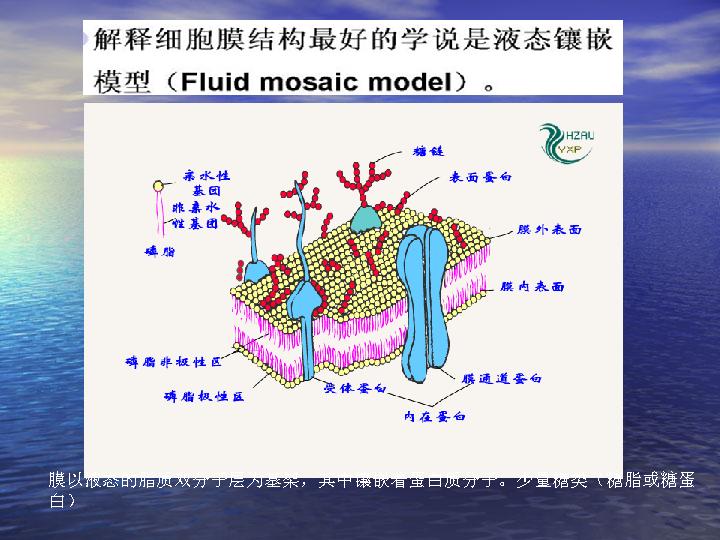 解释细胞膜结构最好的学说是液态镶嵌
模型（Fluid mosaic model）。
HZAU
YXP
糖链
表面蛋白
亲水性
基团
非亲水
性基团
磷脂
膜外表面
膜内表面
磷脂非极性区
磷脂极性区
受体蛋白
膜通道蛋白
内在蛋白
膜以液态的脂质双分子层为基架，其中镶嵌着蛋白质分子。少量糖类（糖脂或糖蛋
白）